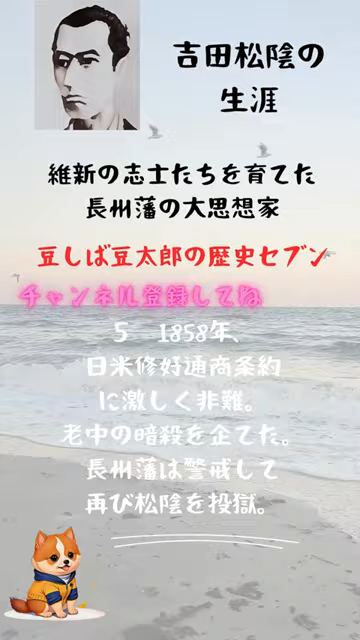 吉田松陰の
生涯
維新の志士たちを育てた
長州藩の大思想家
豆しば豆太郎の歴史セブン
チャンネル登録してね
5 1858年、
日米修好通商条約
に激しく非難。
老中の暗殺を企てた。
長州藩は警戒して
再び松陰を投獄。